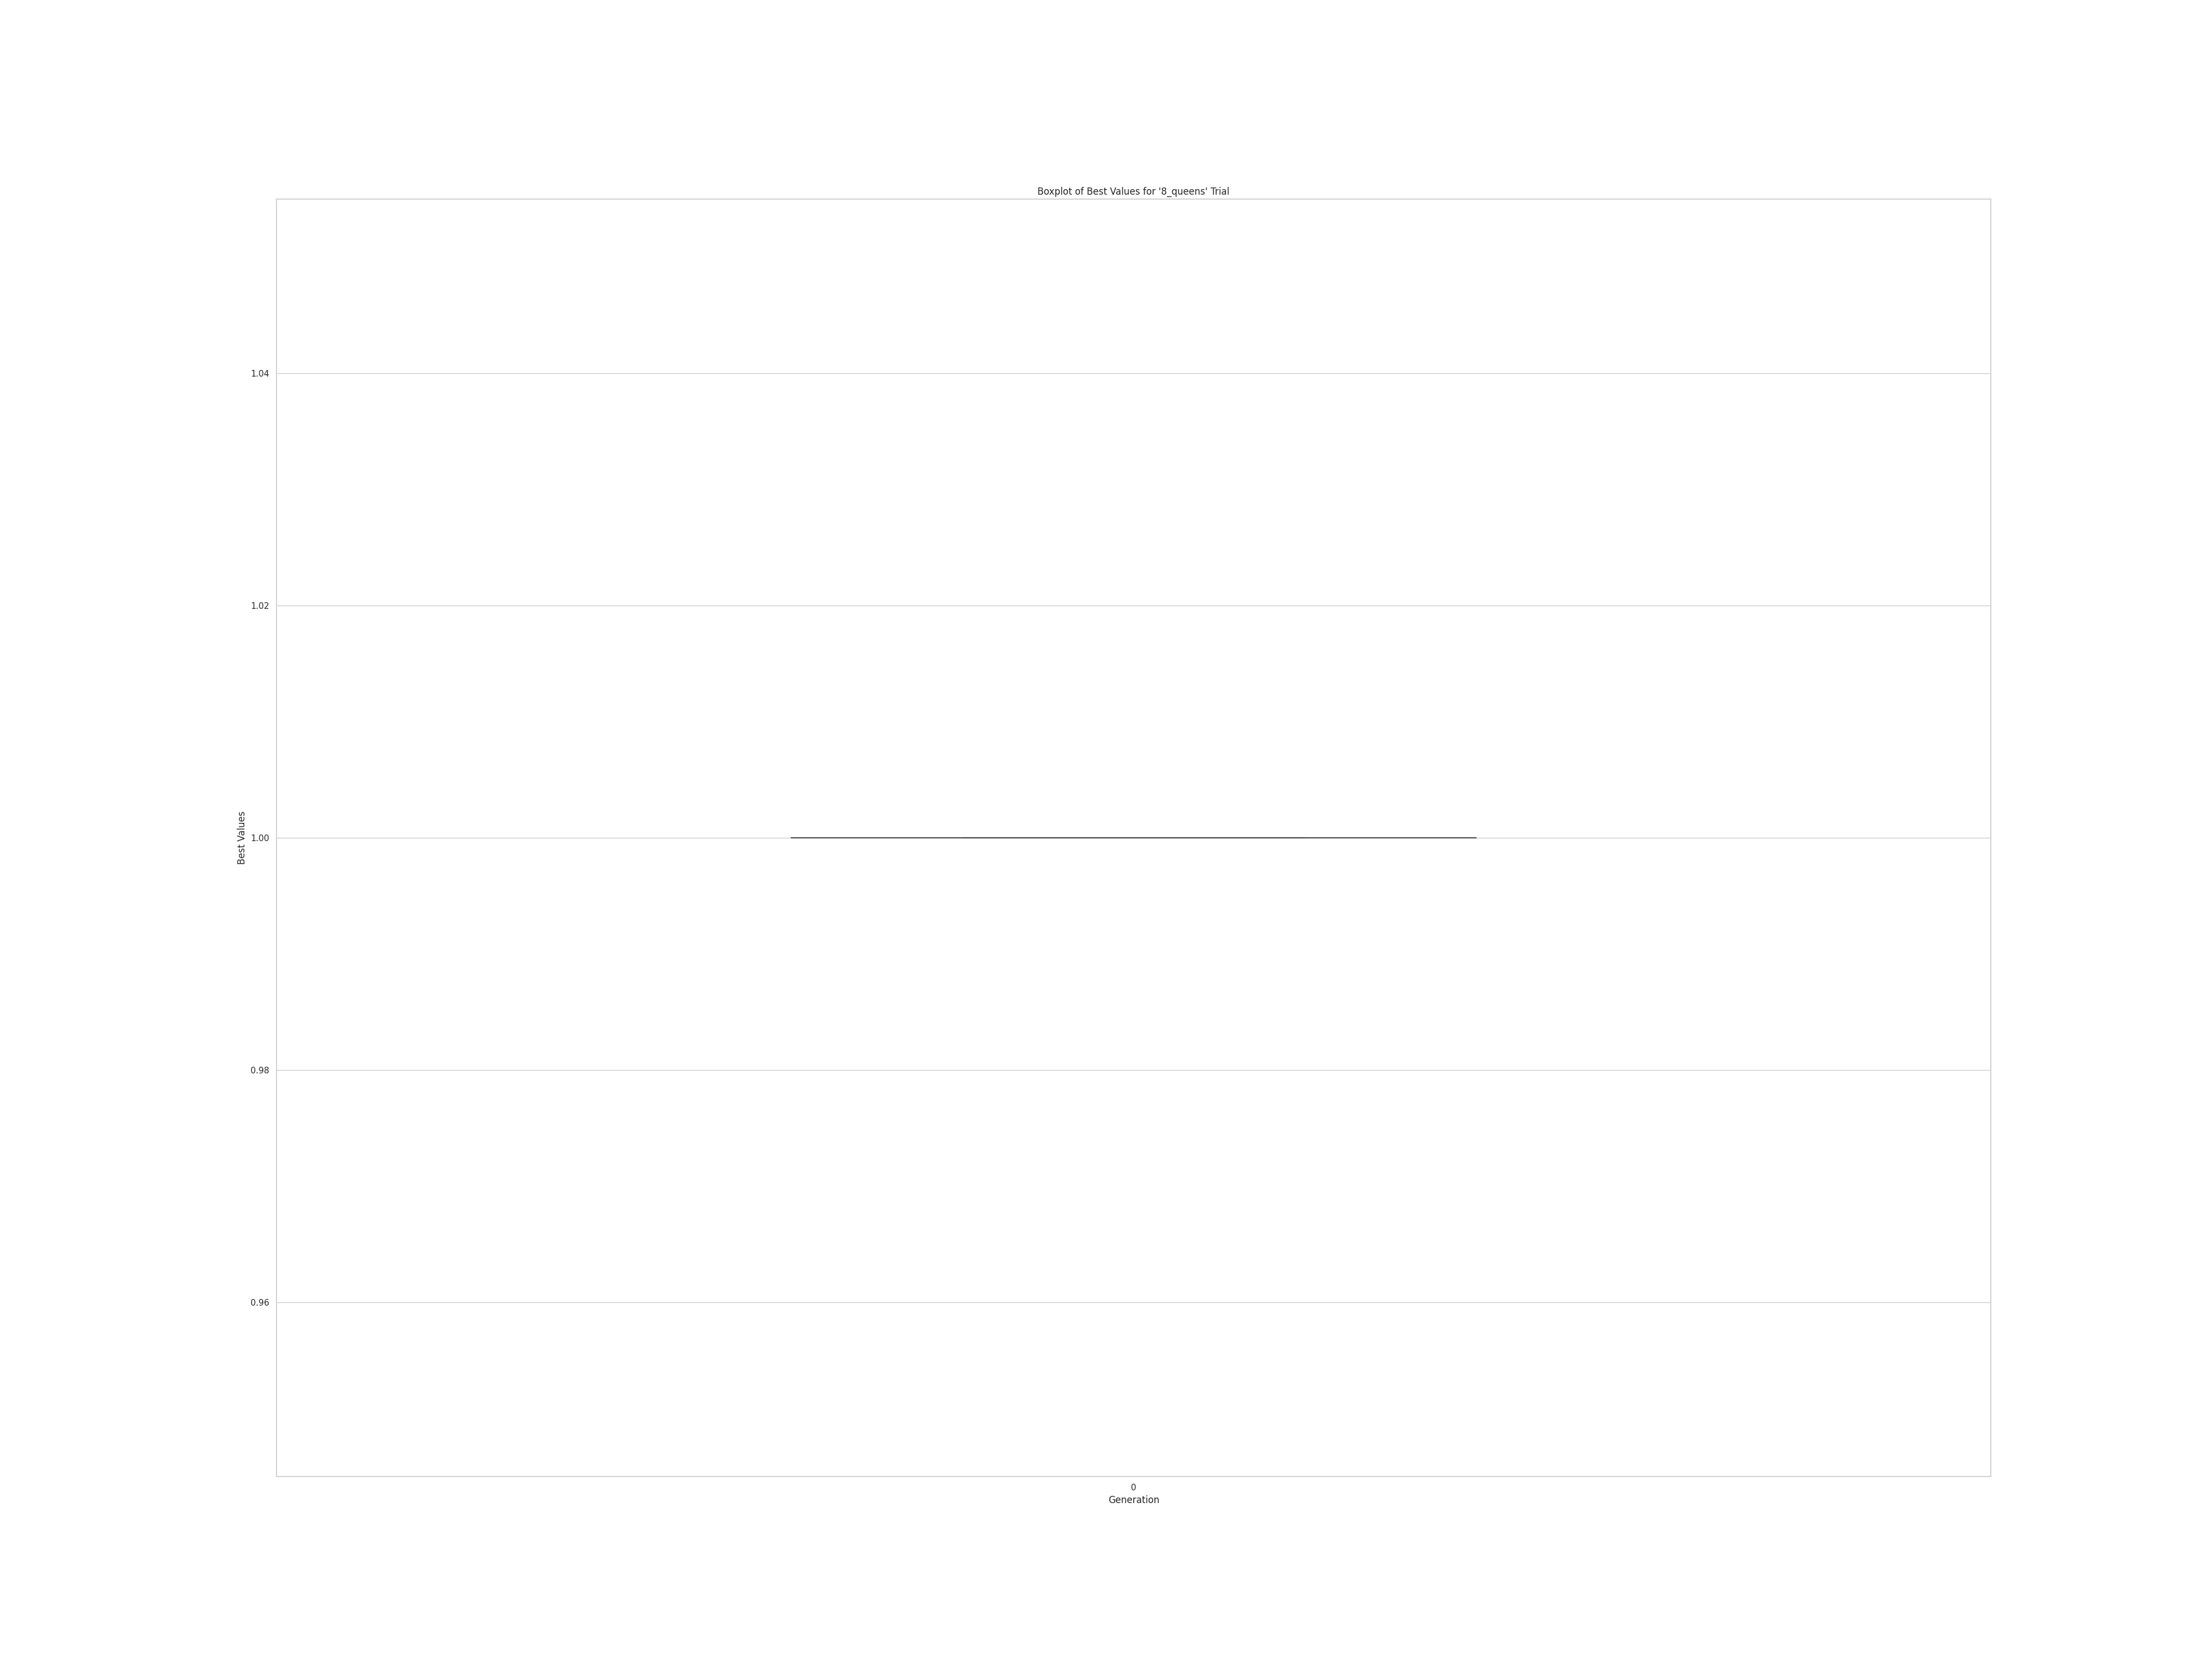 Boxplot of Best Values for '8_queens' Trial
1.04
1.02
1.00
0.98
0.96
Best Values
0
Generation